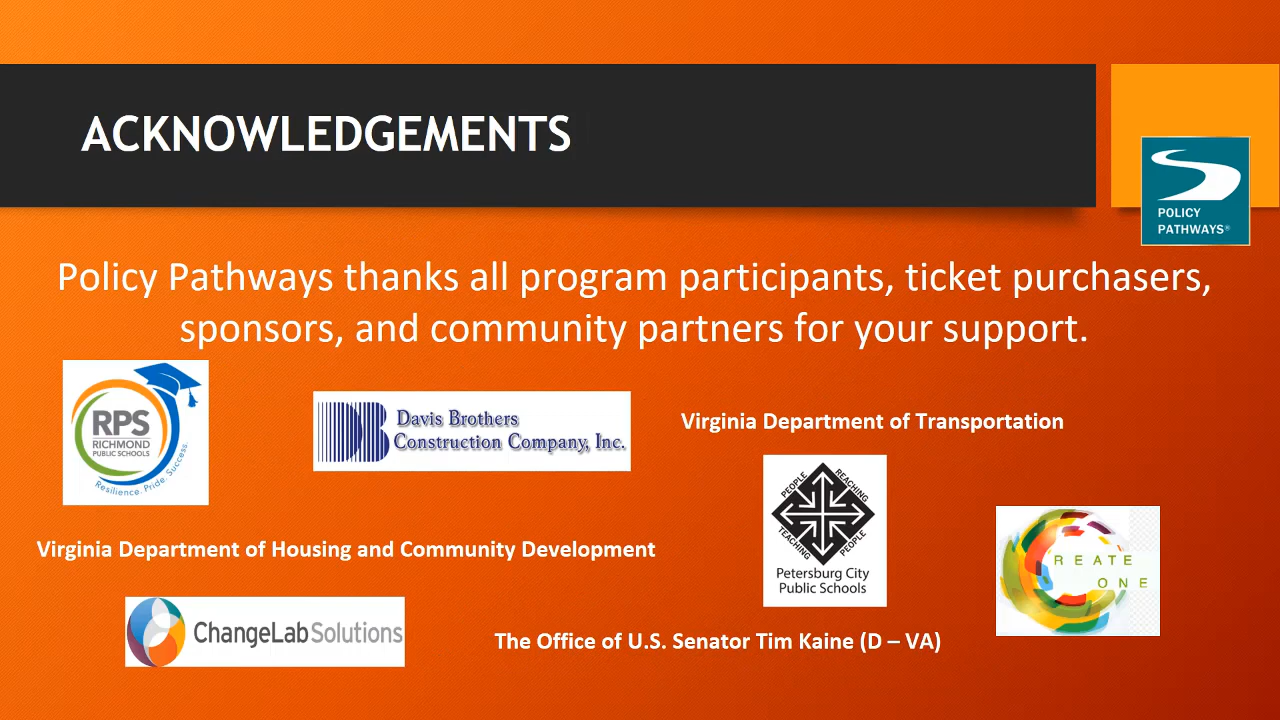 ACKNOWLEDGEMENTS
POLICY
PATHWAYS®
Policy Pathways thanks all program participants, ticket purchasers,
sponsors, and community partners for your support.
RPS
RICHMOND
PUBLIC SCHOOLS
Resilience. Pride. Success.
Davis Brothers
Construction Company, Inc.
Virginia Department of Transportation
PEOPLE
REACHING
TEACHING
PEOPLE
Petersburg City
Public Schools
REATE
ONE
Virginia Department of Housing and Community Development
ChangeLabSolutions
The Office of U.S. Senator Tim Kaine (D – VA)